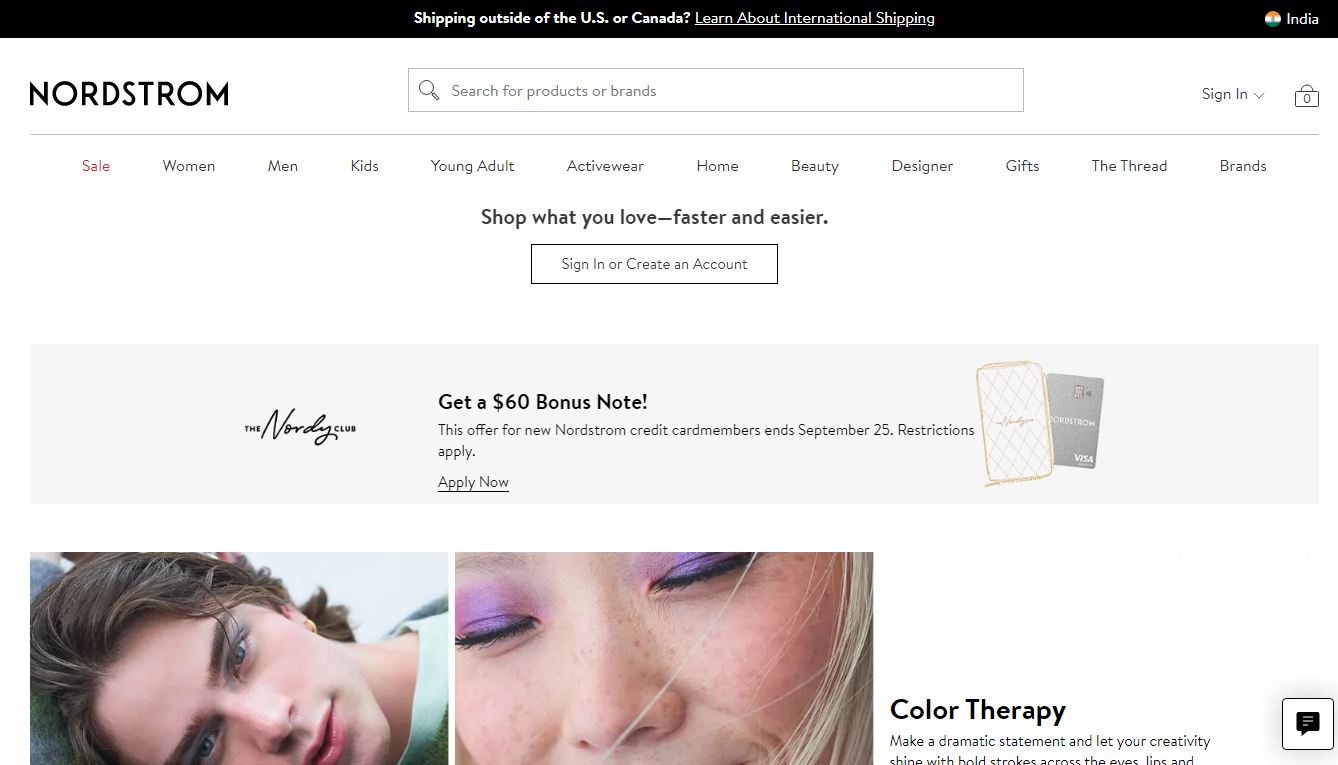 Shipping outside of the U.S. or Canada? Learn About International Shipping
India
NORDSTROM
Search for products or brands
Sign In
0
Sale
Women
Men
Kids
Young Adult
Activewear
Home
Beauty
Designer
Gifts
The Thread
Brands
Shop what you love—faster and easier.
Sign In or Create an Account
THE Nordy CLUB
Get a $60 Bonus Note!
This offer for new Nordstrom credit cardmembers ends September 25. Restrictions
apply.
Apply Now
NORDSTROM
VISA
Color Therapy
Make a dramatic statement and let your creativity
shine with bold strokes across the eyes, lips and